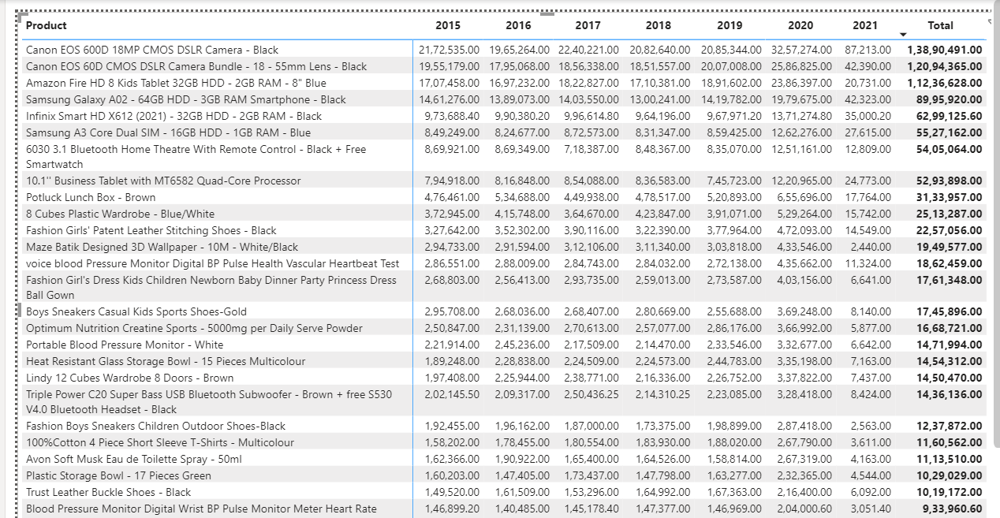 Product 2015 2016 2017 2018 2019 2020 2021 Total
Canon EOS 600D 18MP CMOS DSLR Camera - Black 21,72,535.00 19,65,264.00 22,40,221.00 20,82,640.00 20,85,344.00 32,57,274.00 87,213.00 1,38,90,491.00
Canon EOS 60D CMOS DSLR Camera Bundle - 18 - 55mm Lens - Black 19,55,179.00 17,95,068.00 18,56,338.00 18,51,557.00 20,07,008.00 25,86,825.00 42,390.00 1,20,94,365.00
Amazon Fire HD 8 Kids Tablet 32GB HDD - 2GB RAM - 8" Blue 17,07,458.00 16,97,232.00 18,22,827.00 17,10,381.00 18,91,602.00 23,86,397.00 20,731.00 1,12,36,628.00
Samsung Galaxy A02 - 64GB HDD - 3GB RAM Smartphone - Black 14,61,276.00 13,89,073.00 14,03,550.00 13,00,241.00 14,19,782.00 19,79,675.00 42,323.00 89,95,920.00
Infinix Smart HD X612 (2021) - 32GB HDD - 2GB RAM - Black 9,73,688.40 9,90,380.20 9,96,614.80 9,64,196.00 9,67,971.20 13,71,274.80 35,000.20 62,99,125.60
Samsung A3 Core Dual SIM - 16GB HDD - 1GB RAM - Blue 8,49,249.00 8,24,677.00 8,72,573.00 8,31,347.00 8,59,425.00 12,62,276.00 27,615.00 55,27,162.00
6030 3.1 Bluetooth Home Theatre With Remote Control - Black + Free 8,69,921.00 8,69,349.00 7,18,387.00 8,48,367.00 8,35,070.00 12,51,161.00 12,809.00 54,05,064.00
Smartwatch
10.1'' Business Tablet with MT6582 Quad-Core Processor 7,94,918.00 8,16,848.00 8,54,088.00 8,36,583.00 7,45,723.00 12,20,965.00 24,773.00 52,93,898.00
Potluck Lunch Box - Brown 4,76,461.00 5,34,688.00 4,49,938.00 4,78,517.00 5,20,893.00 6,55,696.00 17,764.00 31,33,957.00
8 Cubes Plastic Wardrobe - Blue/White 3,72,945.00 4,15,748.00 3,64,670.00 4,23,847.00 3,91,071.00 5,29,264.00 15,742.00 25,13,287.00
Fashion Girls' Patent Leather Stitching Shoes - Black 3,27,642.00 3,52,302.00 3,90,116.00 3,22,390.00 3,77,964.00 4,72,093.00 14,549.00 22,57,056.00
Maze Batik Designed 3D Wallpaper - 10M - White/Black 2,94,733.00 2,91,594.00 3,12,106.00 3,11,340.00 3,03,818.00 4,33,546.00 2,440.00 19,49,577.00
voice blood Pressure Monitor Digital BP Pulse Health Vascular Heartbeat Test 2,86,551.00 2,88,009.00 2,84,743.00 2,84,032.00 2,72,138.00 4,35,662.00 11,324.00 18,62,459.00
Fashion Girl's Dress Kids Children Newborn Baby Dinner Party Princess Dress 2,68,803.00 2,56,413.00 2,93,735.00 2,59,013.00 2,73,587.00 4,03,156.00 6,641.00 17,61,348.00
Ball Gown
Boys Sneakers Casual Kids Sports Shoes-Gold 2,95,708.00 2,68,036.00 2,68,407.00 2,80,669.00 2,55,688.00 3,69,248.00 8,140.00 17,45,896.00
Optimum Nutrition Creatine Sports - 5000mg per Daily Serve Powder 2,50,847.00 2,31,139.00 2,70,613.00 2,57,077.00 2,86,176.00 3,66,992.00 5,877.00 16,68,721.00
Portable Blood Pressure Monitor - White 2,21,914.00 2,45,236.00 2,17,509.00 2,14,470.00 2,33,546.00 3,32,677.00 6,642.00 14,71,994.00
Heat Resistant Glass Storage Bowl - 15 Pieces Multicolour 1,89,248.00 2,28,838.00 2,24,509.00 2,24,573.00 2,44,783.00 3,35,198.00 7,163.00 14,54,312.00
Lindy 12 Cubes Wardrobe 8 Doors - Brown 1,97,408.00 2,25,944.00 2,38,771.00 2,16,336.00 2,26,752.00 3,37,822.00 7,437.00 14,50,470.00
Triple Power C20 Super Bass USB Bluetooth Subwoofer - Brown + free S530 2,02,145.50 2,09,317.00 2,50,436.25 2,14,310.25 2,23,085.00 3,28,418.00 8,424.00 14,36,136.00
V4.0 Bluetooth Headset - Black
Fashion Boys Sneakers Children Outdoor Shoes-Black 1,92,455.00 1,96,162.00 1,87,000.00 1,73,375.00 1,98,899.00 2,87,418.00 2,563.00 12,37,872.00
100%Cotton 4 Piece Short Sleeve T-Shirts - Multicolour 1,58,202.00 1,78,455.00 1,80,554.00 1,83,930.00 1,88,020.00 2,67,790.00 3,611.00 11,60,562.00
Avon Soft Musk Eau de Toilette Spray - 50ml 1,62,366.00 1,90,922.00 1,65,400.00 1,64,526.00 1,58,814.00 2,67,319.00 4,163.00 11,13,510.00
Plastic Storage Bowl - 17 Pieces Green 1,60,203.00 1,47,405.00 1,73,437.00 1,47,798.00 1,63,277.00 2,32,365.00 4,544.00 10,29,029.00
Trust Leather Buckle Shoes - Black 1,49,520.00 1,61,509.00 1,53,296.00 1,64,992.00 1,67,363.00 2,16,400.00 6,092.00 10,19,172.00
Blood Pressure Monitor Digital Wrist BP Pulse Monitor Meter Heart Rate 1,46,899.20 1,40,485.00 1,45,178.40 1,47,377.00 1,46,969.00 2,04,000.60 3,051.40 9,33,960.60